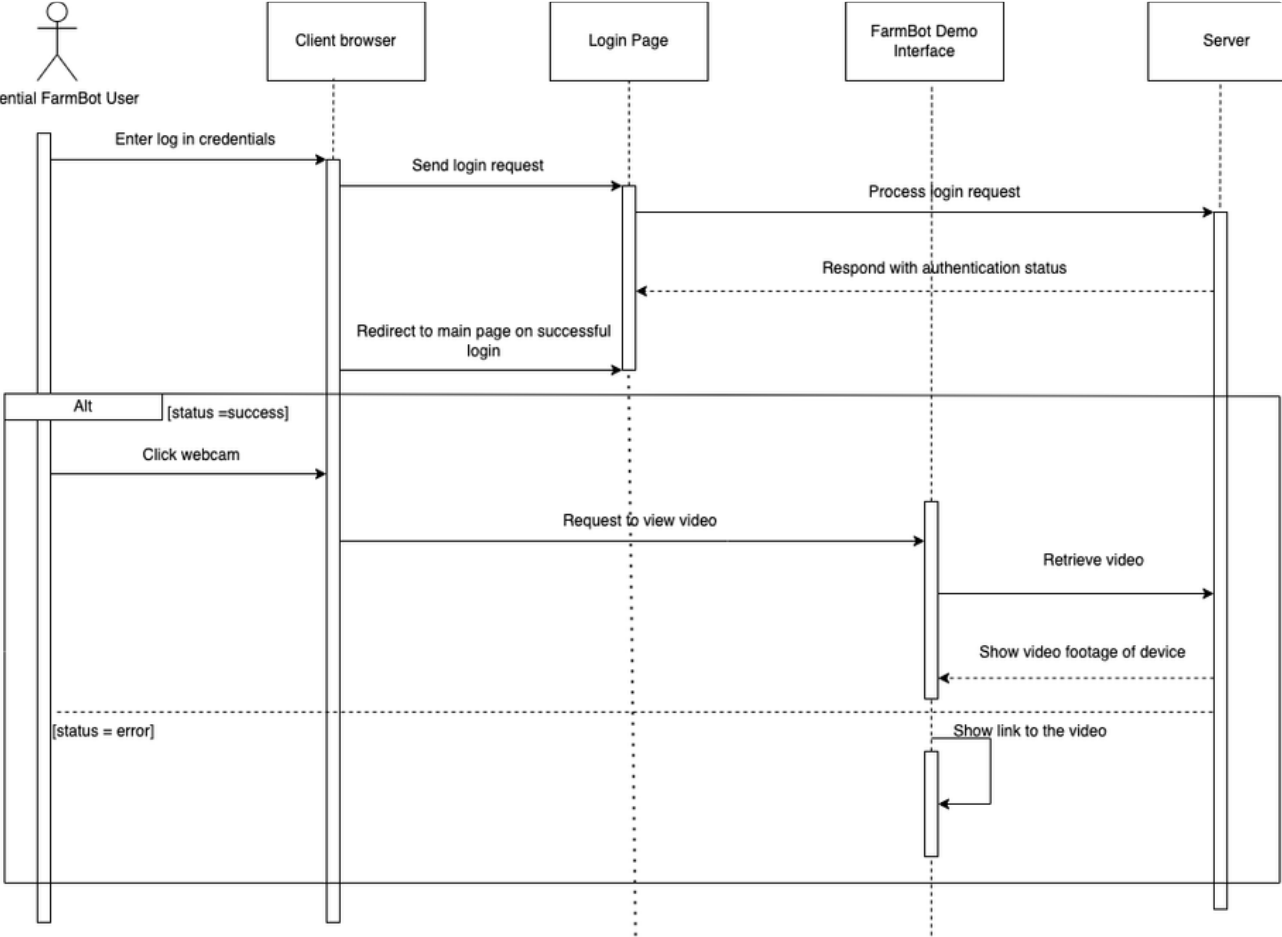 Client browser
Login Page
FarmBot Demo
Interface
Server
ential FarmBot User
Enter log in credentials
Send login request
Process login request
Respond with authentication status
Redirect to main page on successful
login
Alt
[status =success]
Click webcam
Request to view video
Retrieve video
Show video footage of device
[status = error]
Show link to the video